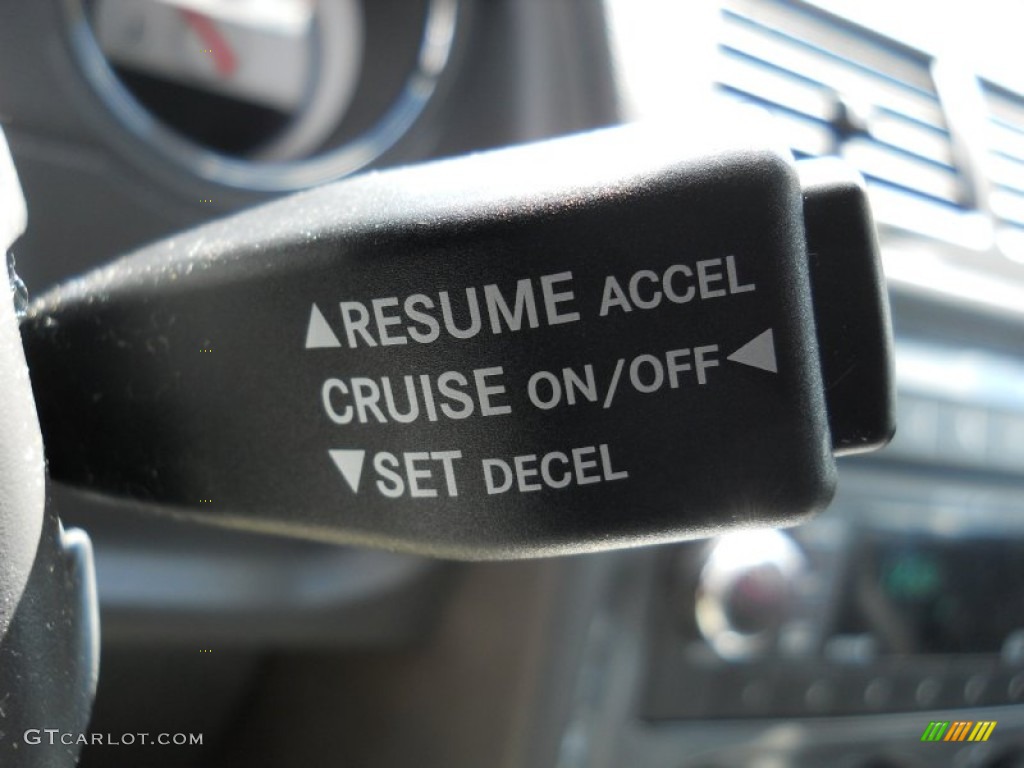 ▲RESUME ACCEL
CRUISE ON/OFF◀
▼SET DECEL
GTCARLOT.COM